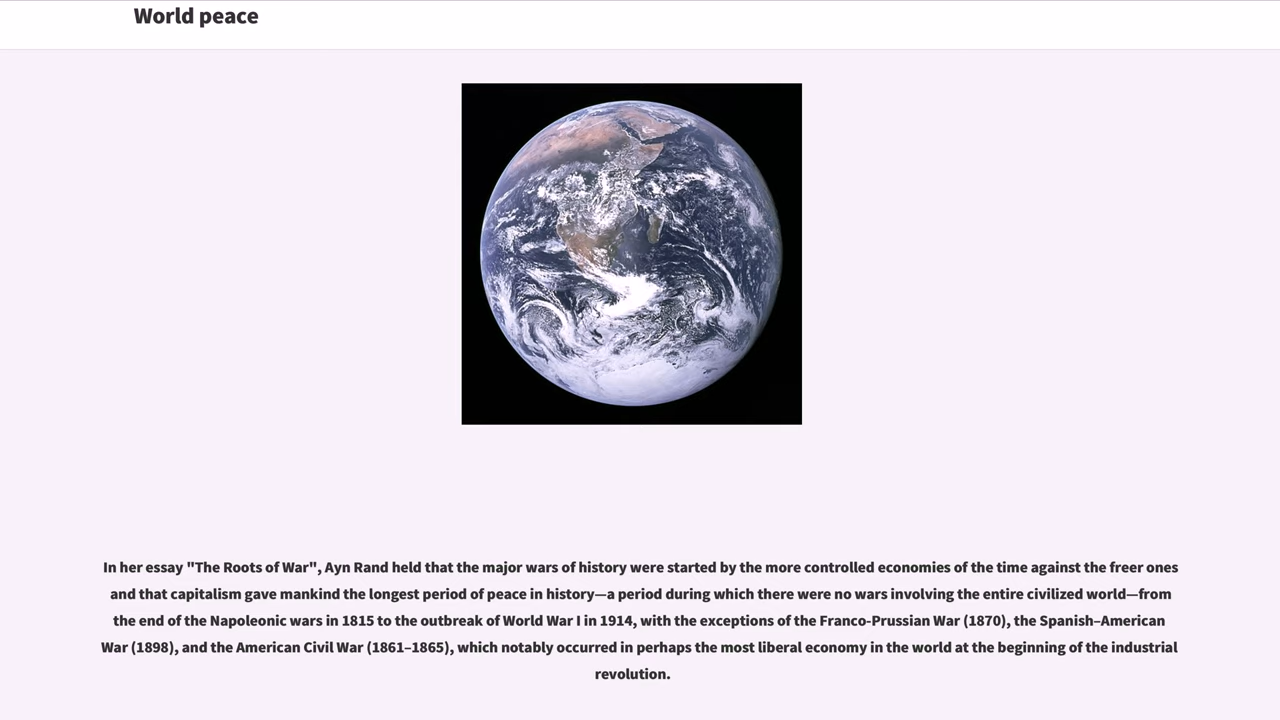 World peace
In her essay "The Roots of War", Ayn Rand held that the major wars of history were started by the more controlled economies of the time against the freer ones
and that capitalism gave mankind the longest period of peace in history—a period during which there were no wars involving the entire civilized world—from
the end of the Napoleonic wars in 1815 to the outbreak of World War I in 1914, with the exceptions of the Franco-Prussian War (1870), the Spanish–American
War (1898), and the American Civil War (1861–1865), which notably occurred in perhaps the most liberal economy in the world at the beginning of the industrial
revolution.